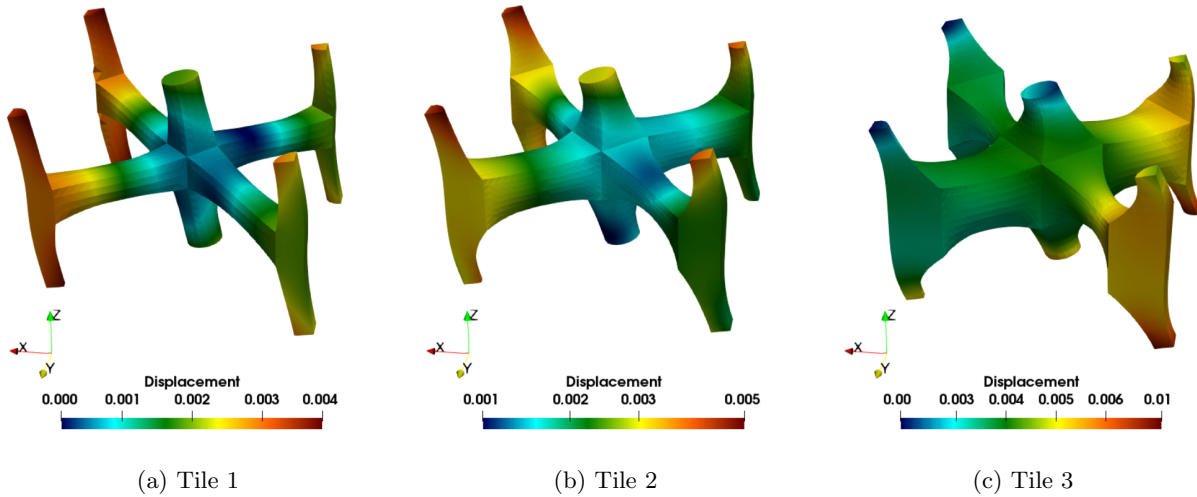 Z
X
Y
Displacement
0.000 0.001 0.002 0.003 0.004
(a) Tile 1
Z
X
Y
Displacement
0.001 0.002 0.003 0.005
(b) Tile 2
Z
X
Y
Displacement
0.00 0.003 0.004 0.005 0.006 0.01
(c) Tile 3